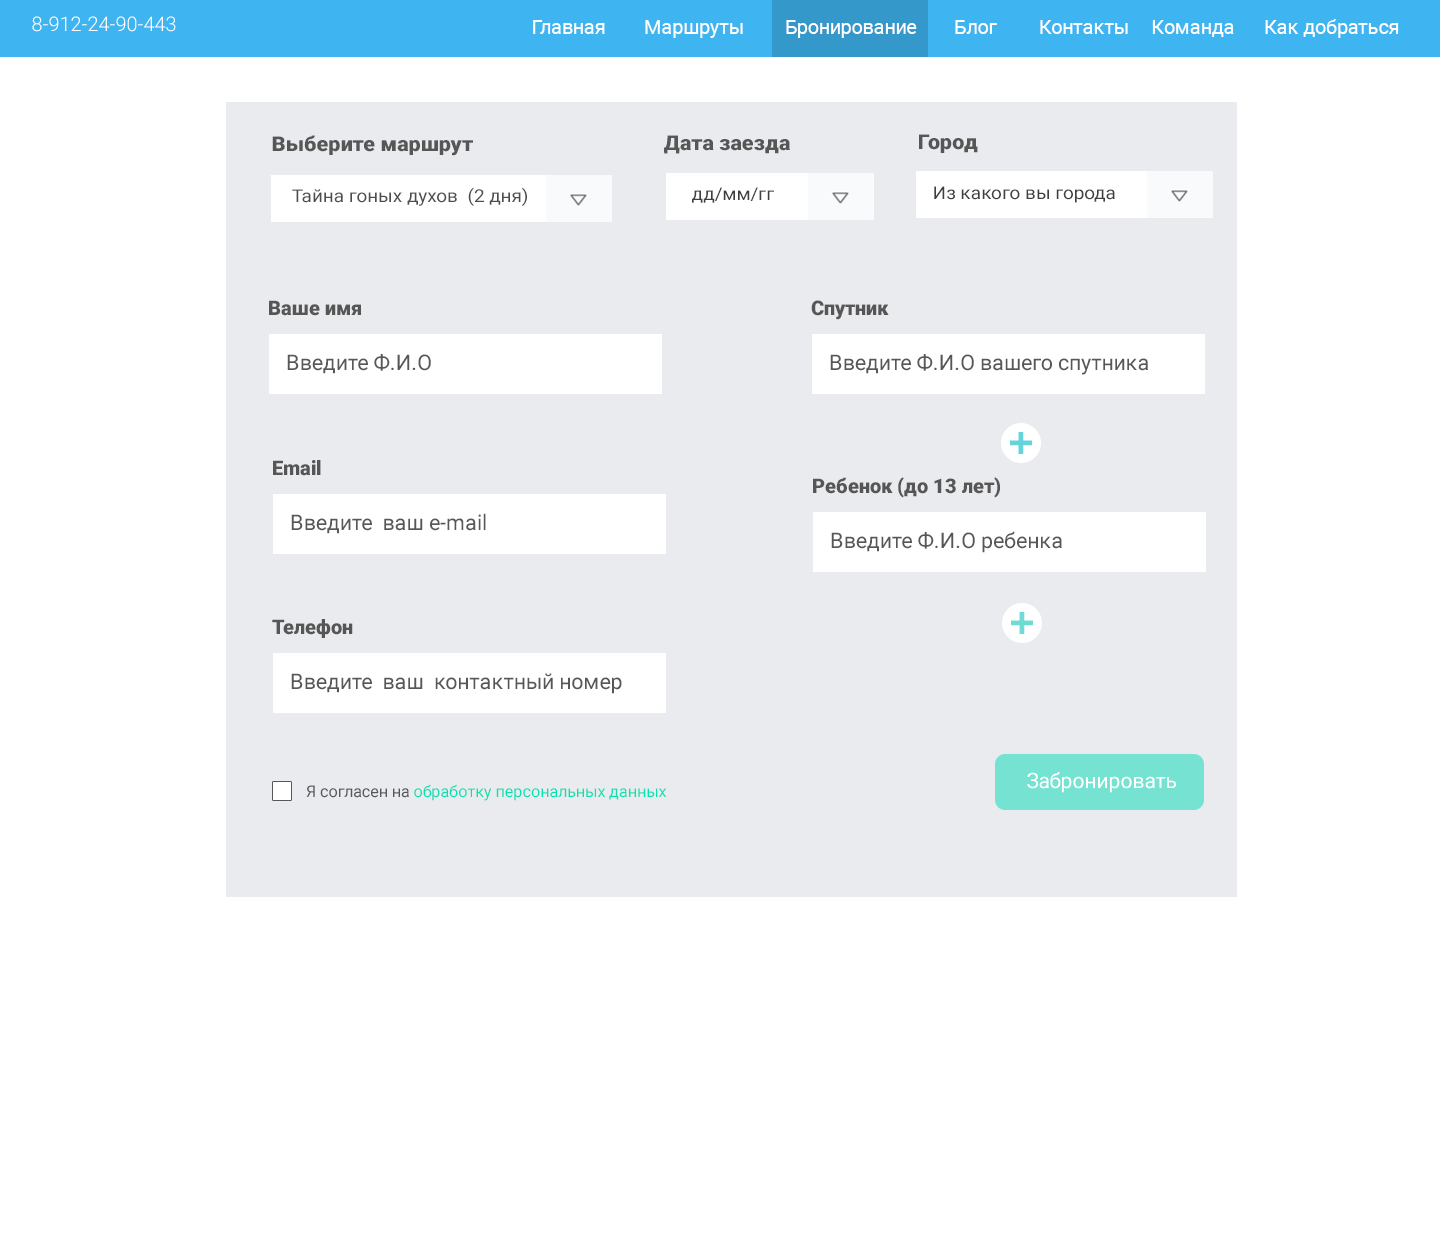 8-912-24-90-443
Главная Маршруты Бронирование Блог Контакты Команда Как добраться
Выберите маршрут Дата заезда Город
Тайна гоных духов (2 дня) дд/мм/гг Из какого вы города
Ваше имя Спутник
Введите Ф.И.О Введите Ф.И.О вашего спутника
Email
Ребенок (до 13 лет)
Введите ваш e-mail
Введите Ф.И.О ребенка
Телефон
Введите ваш контактный номер
Забронировать
Я согласен на обработку персональных данных